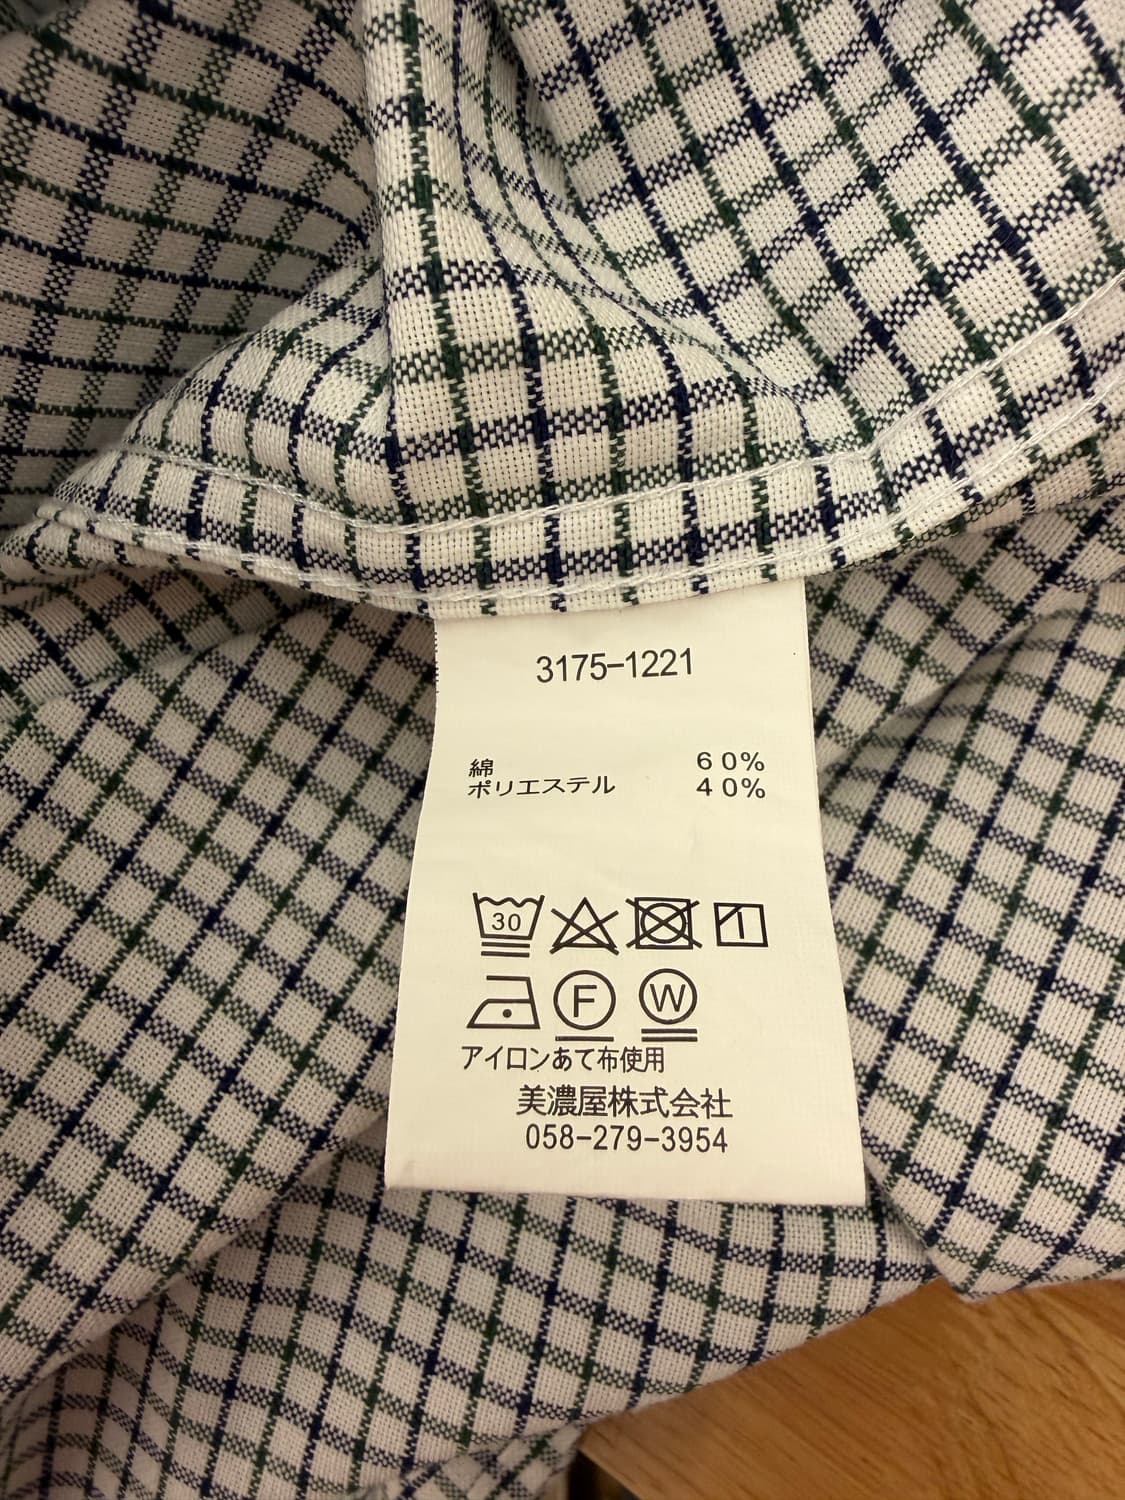 3175-1221
綿 60%
ポリエステル 40%
30
F W
アイロンあて布使用
美濃屋株式会社
058-279-3954